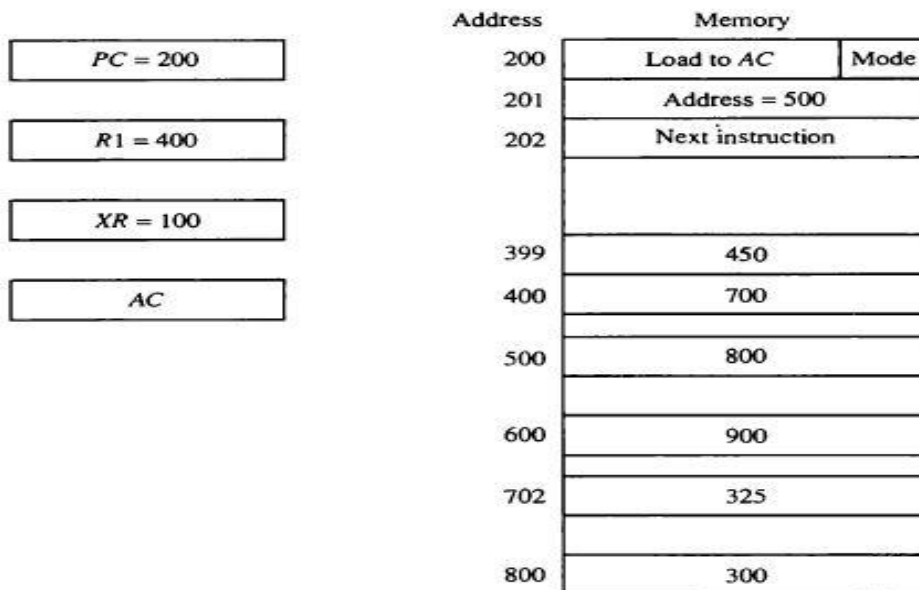 Address Memory
PC = 200
200 Load to AC Mode
201 Address = 500
R1 = 400
202 Next instruction
XR = 100
399 450
AC
400 700
500 800
600 900
702 325
800 300